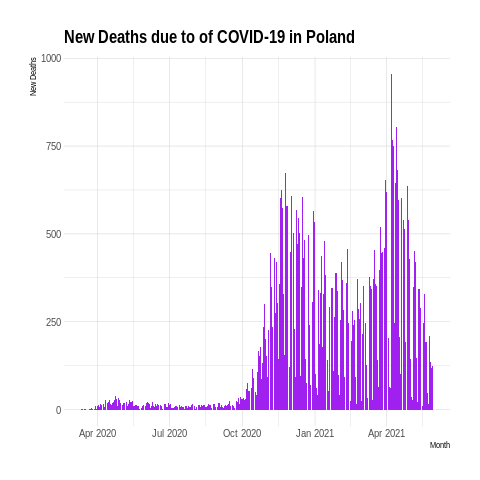 New Deaths due to of COVID-19 in Poland
New Deaths
1000
750
500
250
0
Apr 2020 Jul 2020 Oct 2020 Jan 2021 Apr 2021
Month